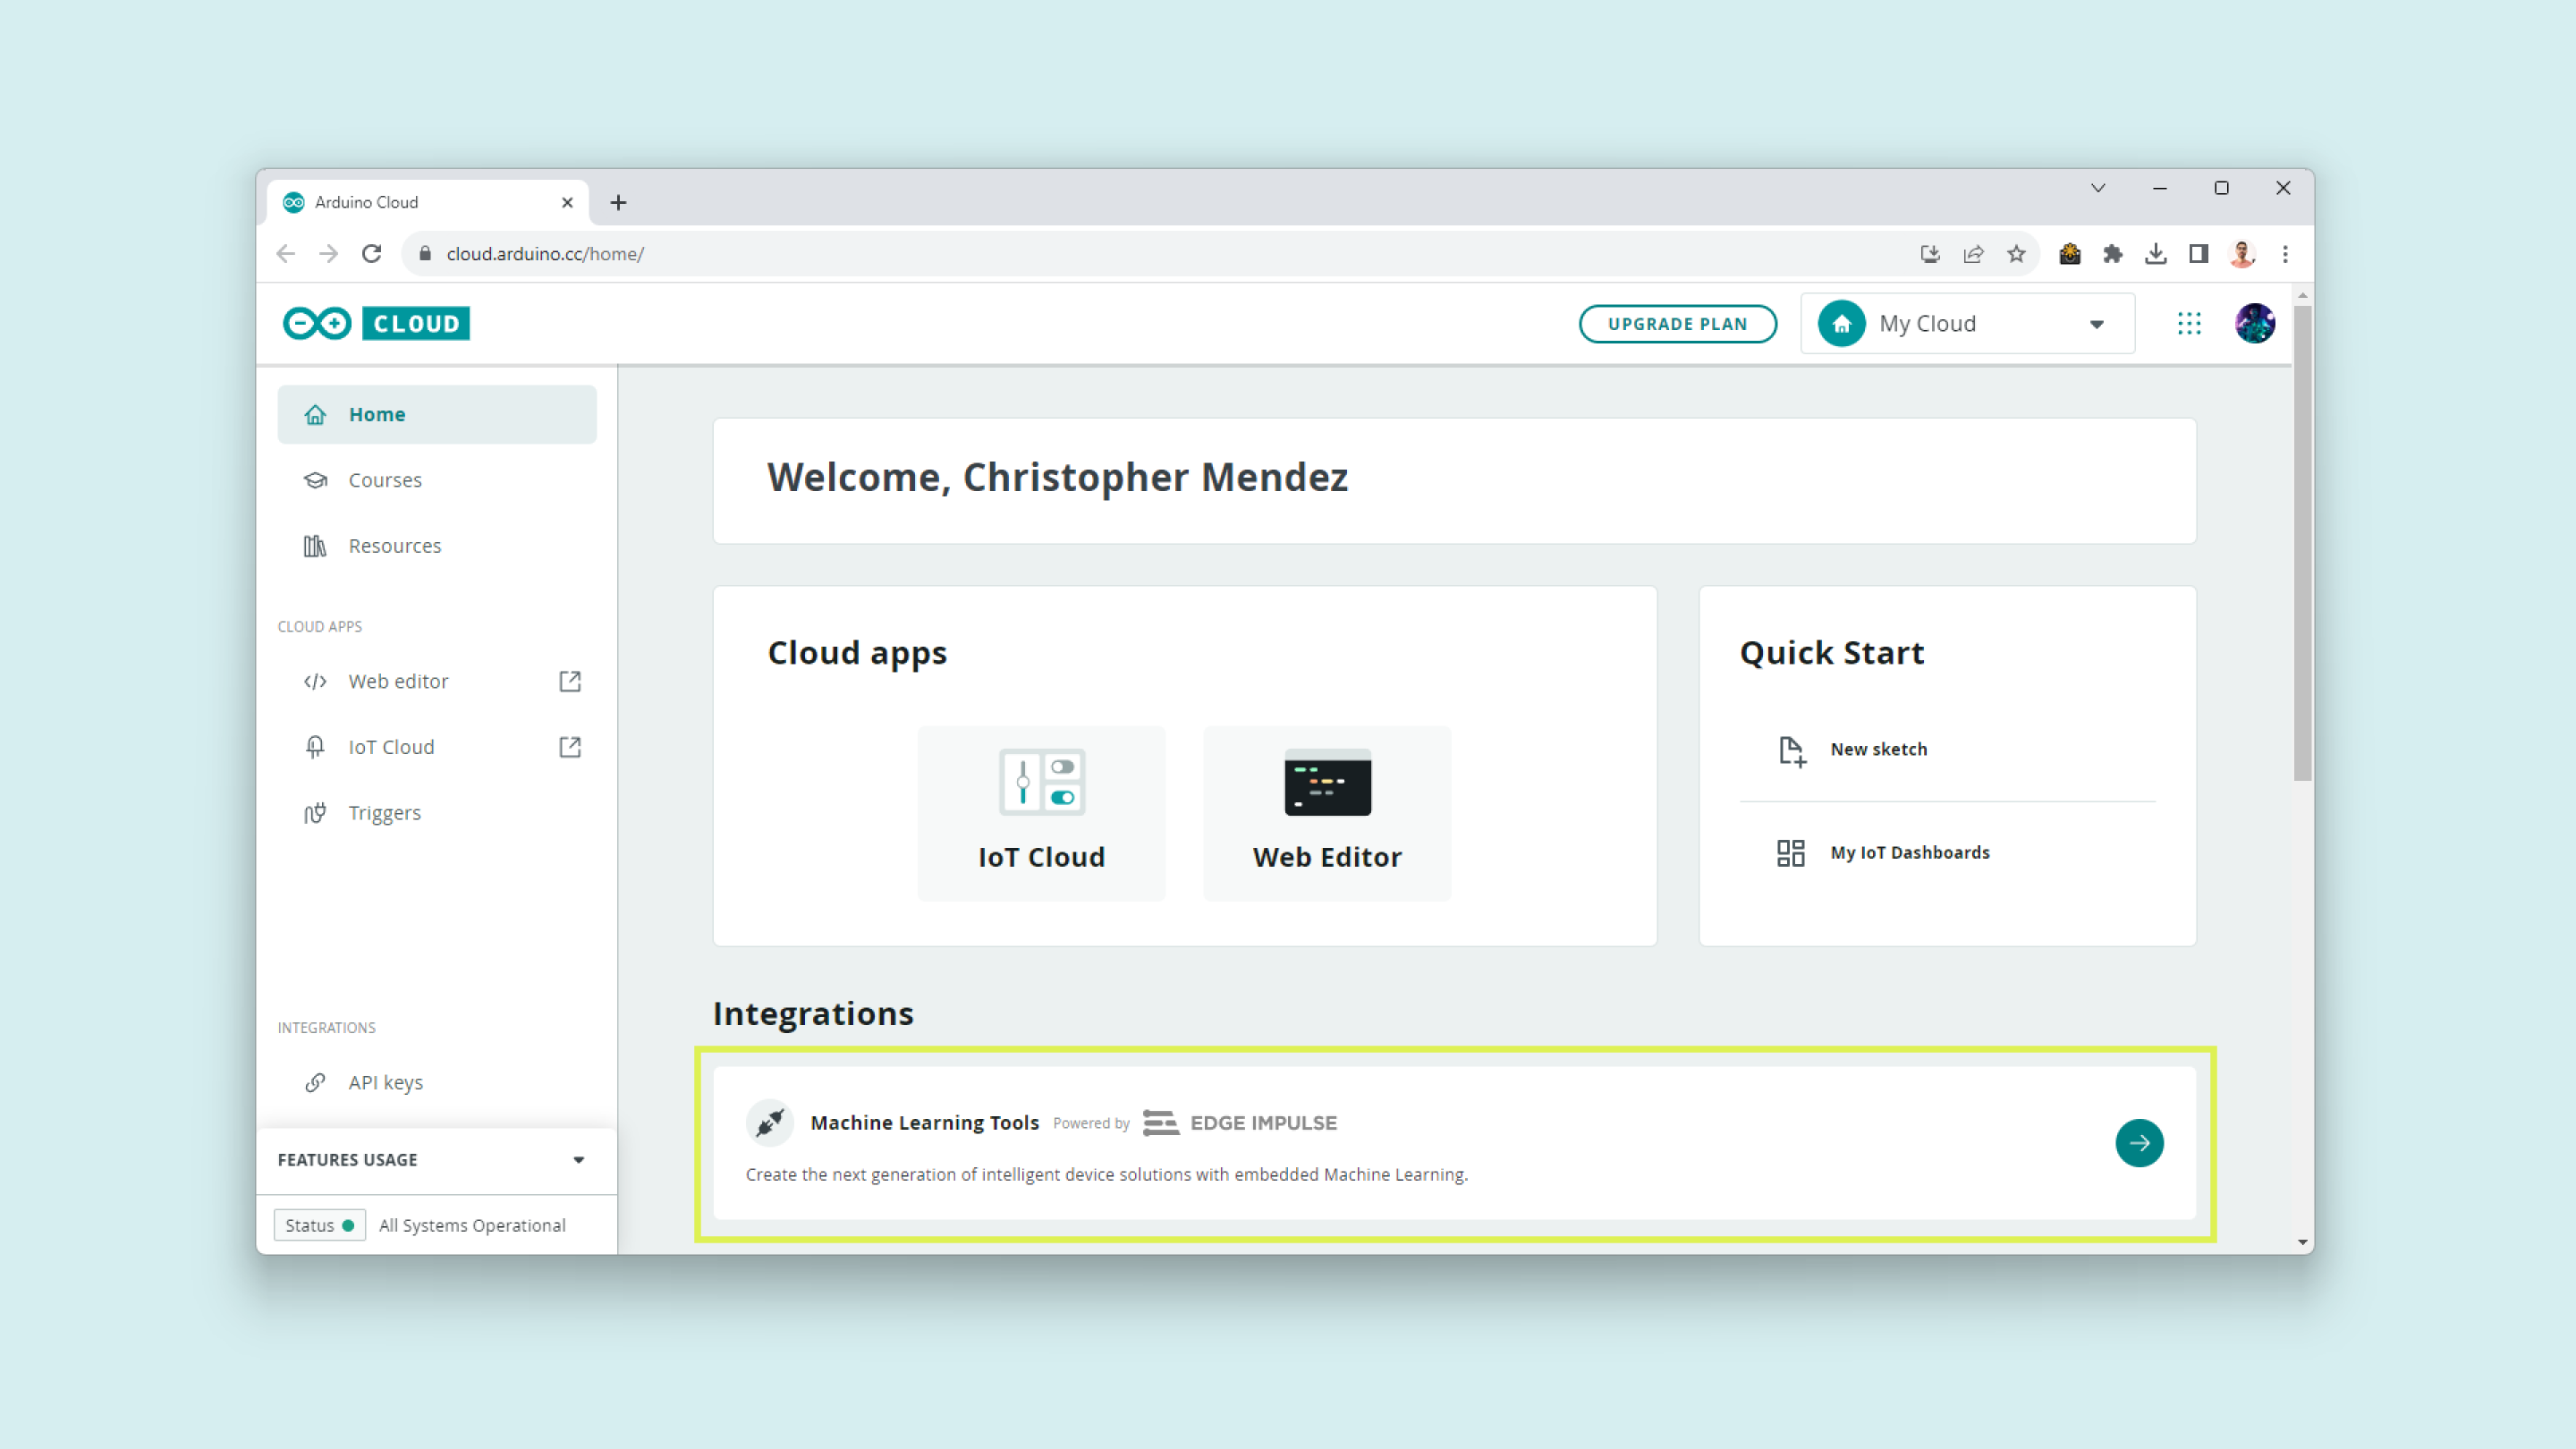 Arduino Cloud
cloud.arduino.cc/home/
CLOUD
UPGRADE PLAN
My Cloud
Home
Courses
Resources
CLOUD APPS
Web editor
IoT Cloud
Triggers
INTEGRATIONS
API keys
FEATURES USAGE
Status
All Systems Operational
Welcome, Christopher Mendez
Cloud apps
IoT Cloud
Web Editor
Quick Start
New sketch
My IoT Dashboards
Integrations
Machine Learning Tools Powered by EDGE IMPULSE
Create the next generation of intelligent device solutions with embedded Machine Learning.